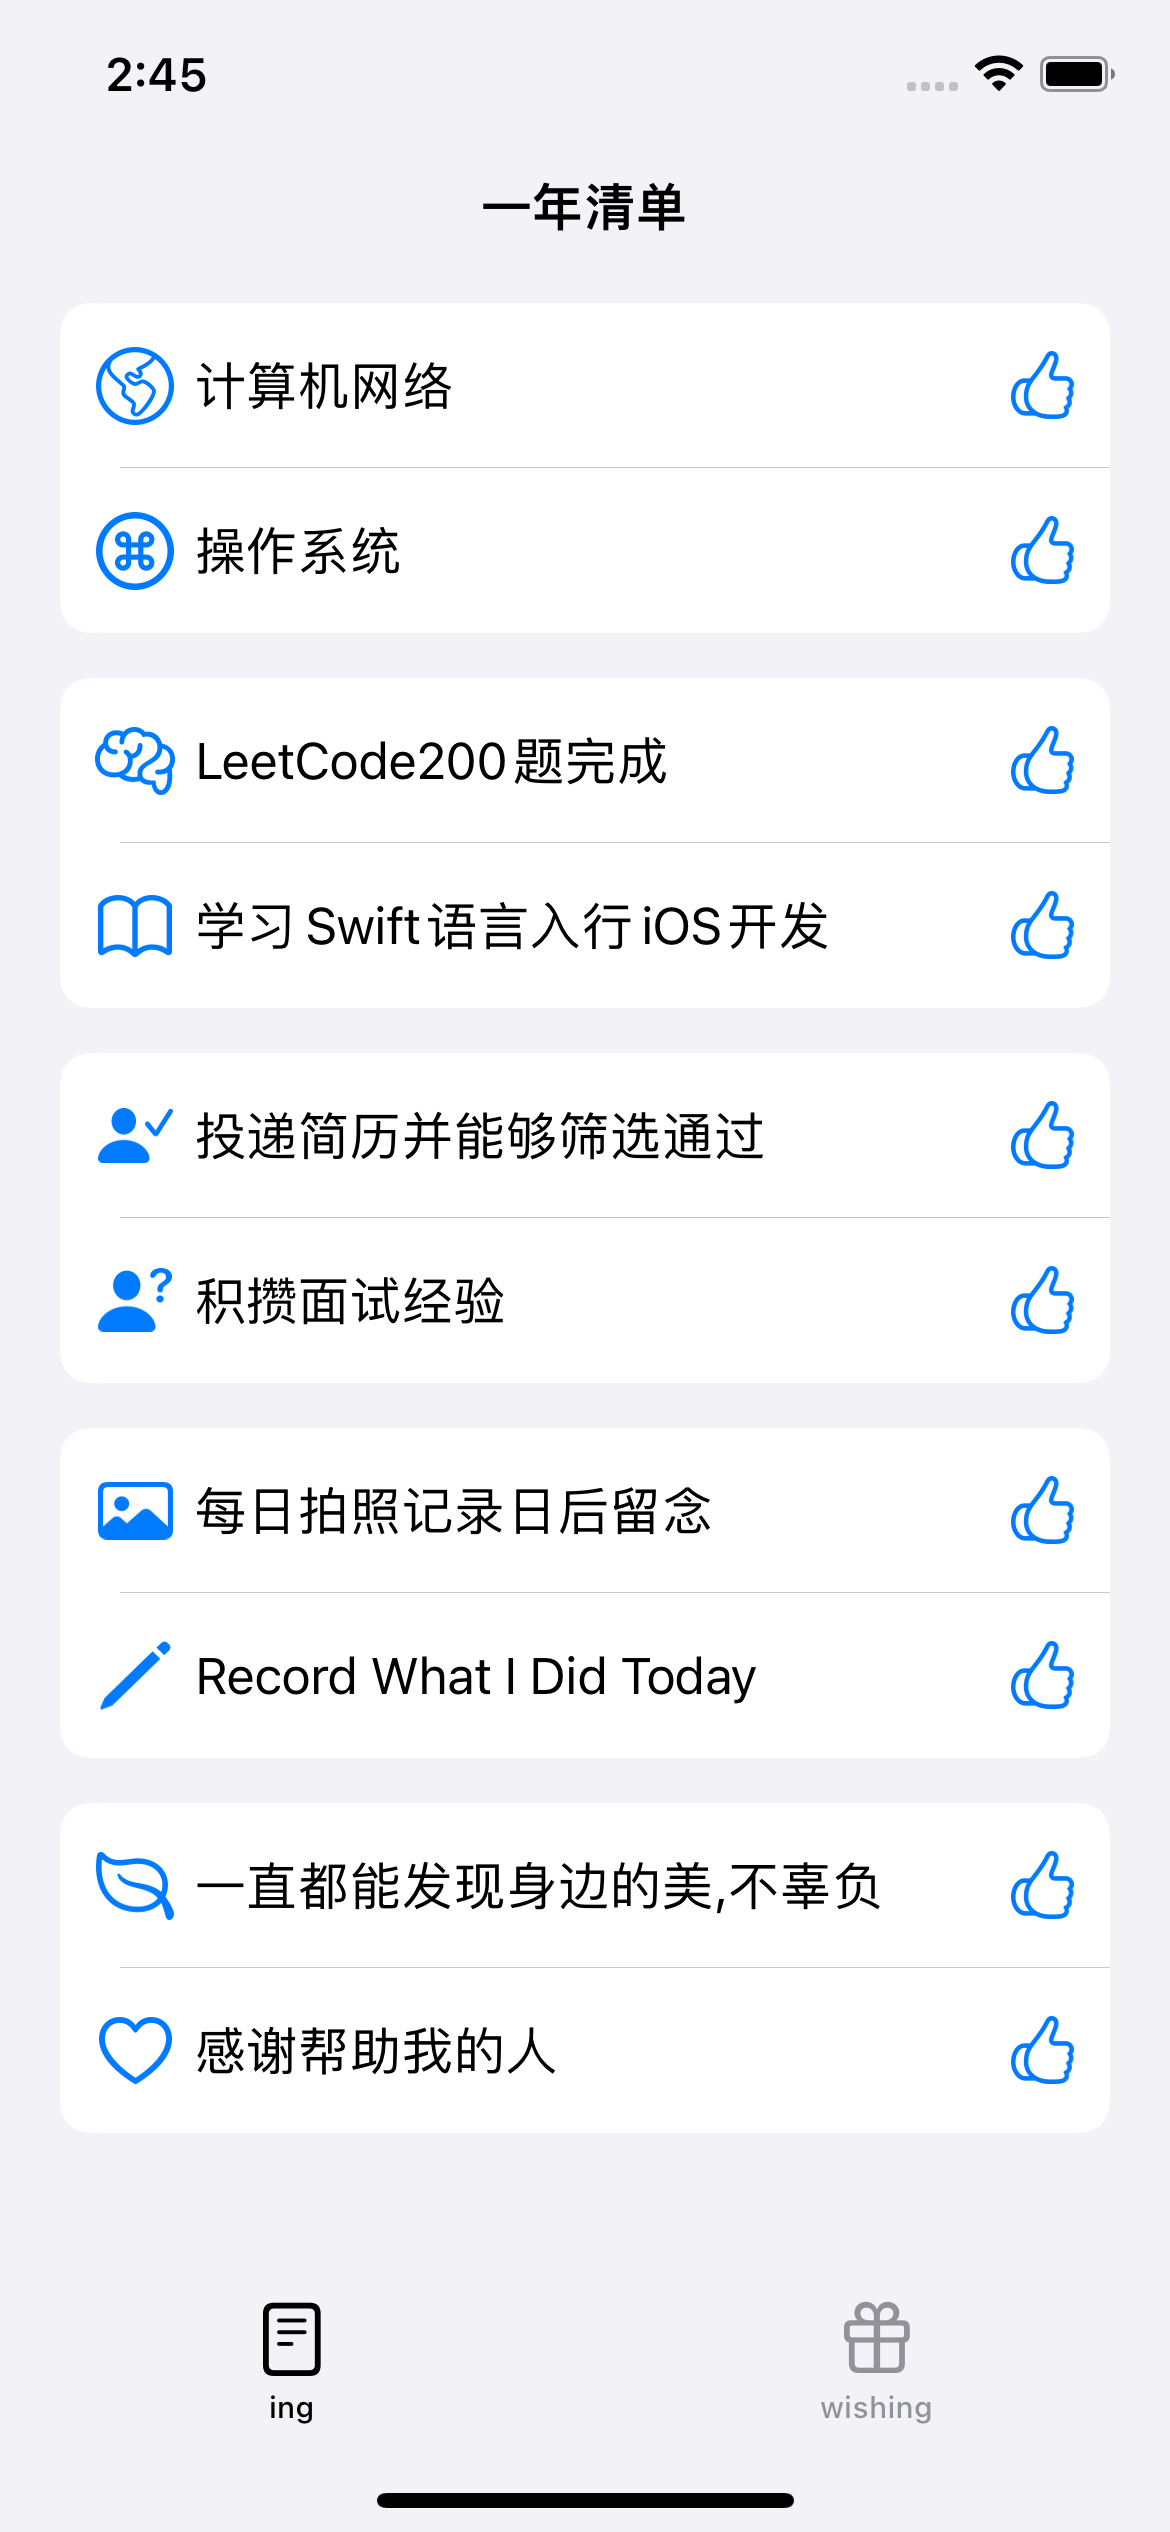 2:45
一年清单
计算机网络
操作系统
LeetCode200题完成
学习Swift语言入行iOS开发
投递简历并能够筛选通过
积攒面试经验
每日拍照记录日后留念
Record What I Did Today
一直都能发现身边的美,不辜负
感谢帮助我的人
ing
wishing